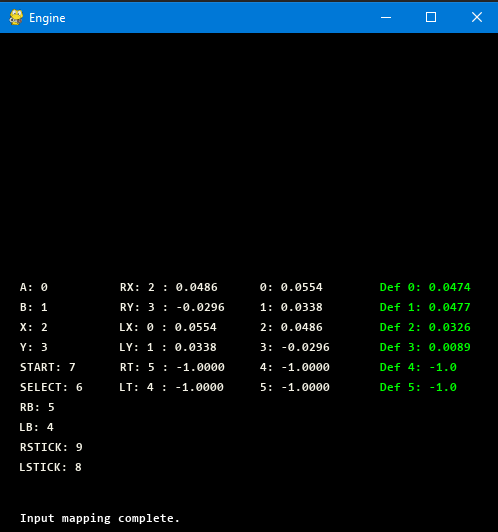 Engine
A: 0 RX: 2 : 0.0486 0: 0.0554 Def 0: 0.0474
B: 1 RY: 3 : -0.0296 1: 0.0338 Def 1: 0.0477
X: 2 LX: 0 : 0.0554 2: 0.0486 Def 2: 0.0326
Y: 3 LY: 1 : 0.0338 3: -0.0296 Def 3: 0.0089
START: 7 RT: 5 : -1.0000 4: -1.0000 Def 4: -1.0
SELECT: 6 LT: 4 : -1.0000 5: -1.0000 Def 5: -1.0
RB: 5
LB: 4
RSTICK: 9
LSTICK: 8
Input mapping complete.